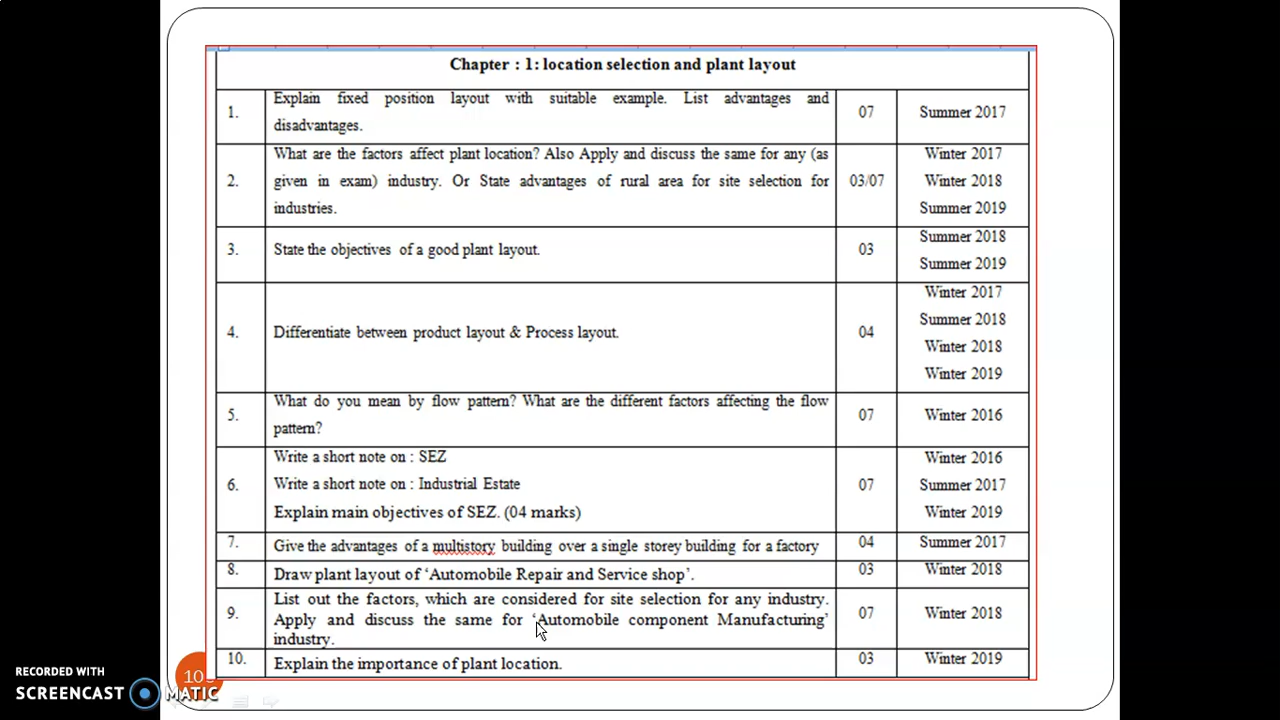 Chapter : 1: location selection and plant layout
1. Explain fixed position layout with suitable example. List advantages and disadvantages. 07 Summer 2017
2. What are the factors affect plant location? Also Apply and discuss the same for any (as given in exam) industry. Or State advantages of rural area for site selection for industries. 03/07 Winter 2017 Winter 2018 Summer 2019
3. State the objectives of a good plant layout. 03 Summer 2018 Summer 2019
4. Differentiate between product layout & Process layout. 04 Winter 2017 Summer 2018 Winter 2018 Winter 2019
5. What do you mean by flow pattern? What are the different factors affecting the flow pattern? 07 Winter 2016
6. Write a short note on : SEZ
Write a short note on : Industrial Estate
Explain main objectives of SEZ. (04 marks) 07 Winter 2016 Summer 2017 Winter 2019
7. Give the advantages of a multistory building over a single storey building for a factory 04 Summer 2017
8. Draw plant layout of ‘Automobile Repair and Service shop’. 03 Winter 2018
9. List out the factors, which are considered for site selection for any industry. Apply and discuss the same for ‘Automobile component Manufacturing’ industry. 07 Winter 2018
10. Explain the importance of plant location. 03 Winter 2019
RECORDED WITH
SCREENCAST MATIC